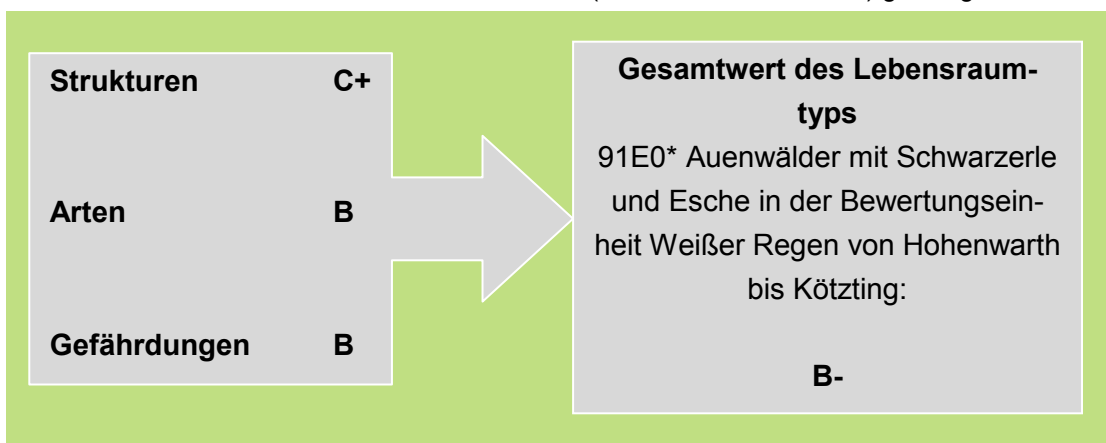 Strukturen C+
Arten B
Gefährdungen B
Gesamtwert des Lebensraum-
typs
91E0* Auenwälder mit Schwarzerle
und Esche in der Bewertungsein-
heit Weißer Regen von Hohenwarth
bis Kötzting:
B-